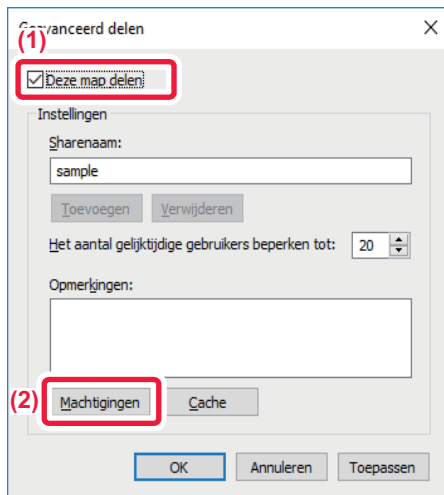 Geavanceerd delen
(1)
Deze map delen
Instellingen
Sharenaam:
sample
Toevoegen Verwijderen
Het aantal gelijktijdige gebruikers beperken tot: 20
Opmerkingen:
(2) Machtigingen Cache
OK Annuleren Toepassen